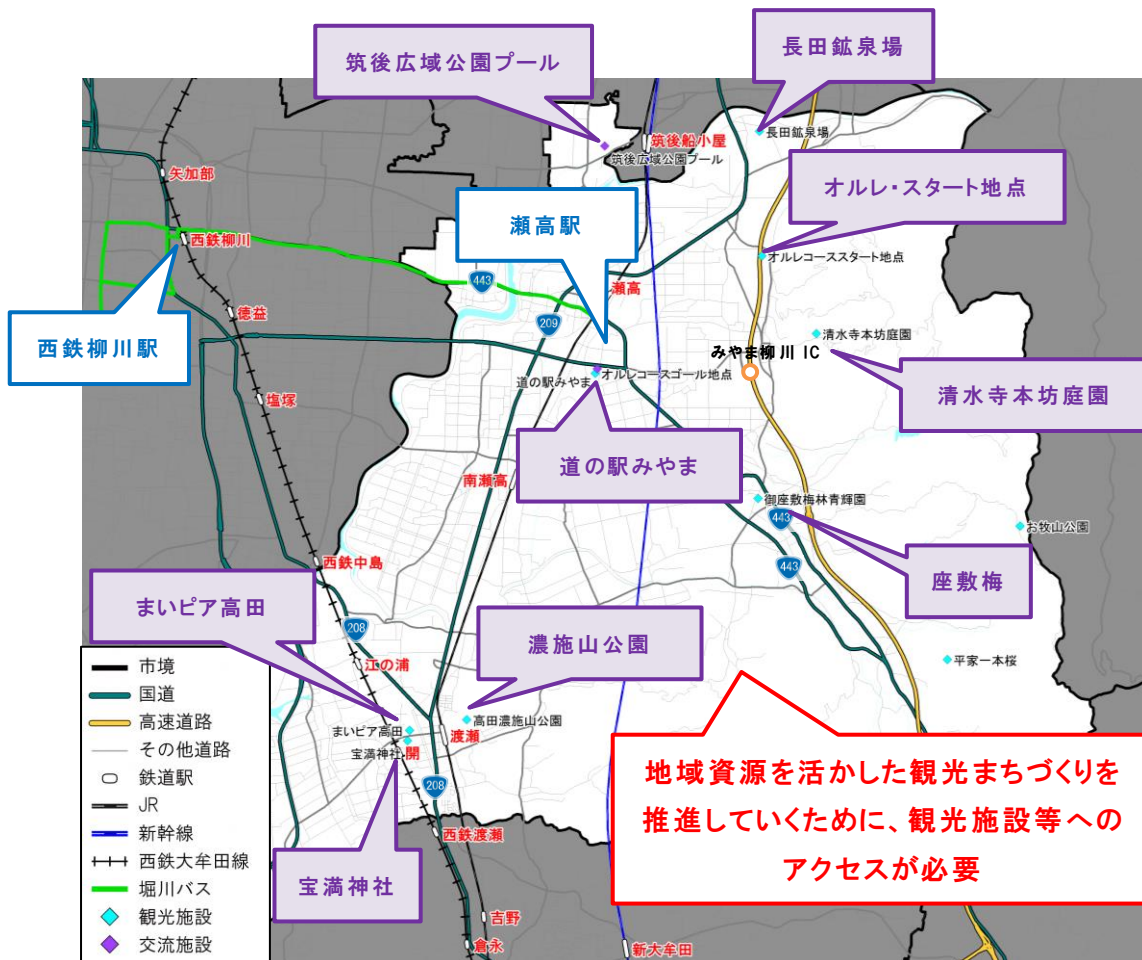 筑後広域公園プール
長田鉱泉場
長田鉱泉場
筑後船小屋
筑後広域公園プール
矢加部
オルレ・スタート地点
瀬高駅
西鉄柳川
オルレコーススタート地点
443
瀬高
徳益
209
西鉄柳川駅
清水寺本坊庭園
みやま柳川 IC
道の駅みやま
オルレコースゴール地点
清水寺本坊庭園
塩塚
道の駅みやま
南瀬高
御座敷梅林青輝園
443
お牧山公園
西鉄中島
443
座敷梅
まいピア高田
208
濃施山公園
江の浦
平家一本桜
高田濃施山公園
まいピア高田
渡瀬
宝満神社
開
208
西鉄渡瀬
宝満神社
吉野
倉永
新大牟田
地域資源を活かした観光まちづくりを
推進していくために、観光施設等への
アクセスが必要
市境
国道
高速道路
その他道路
鉄道駅
JR
新幹線
西鉄大牟田線
堀川バス
観光施設
交流施設